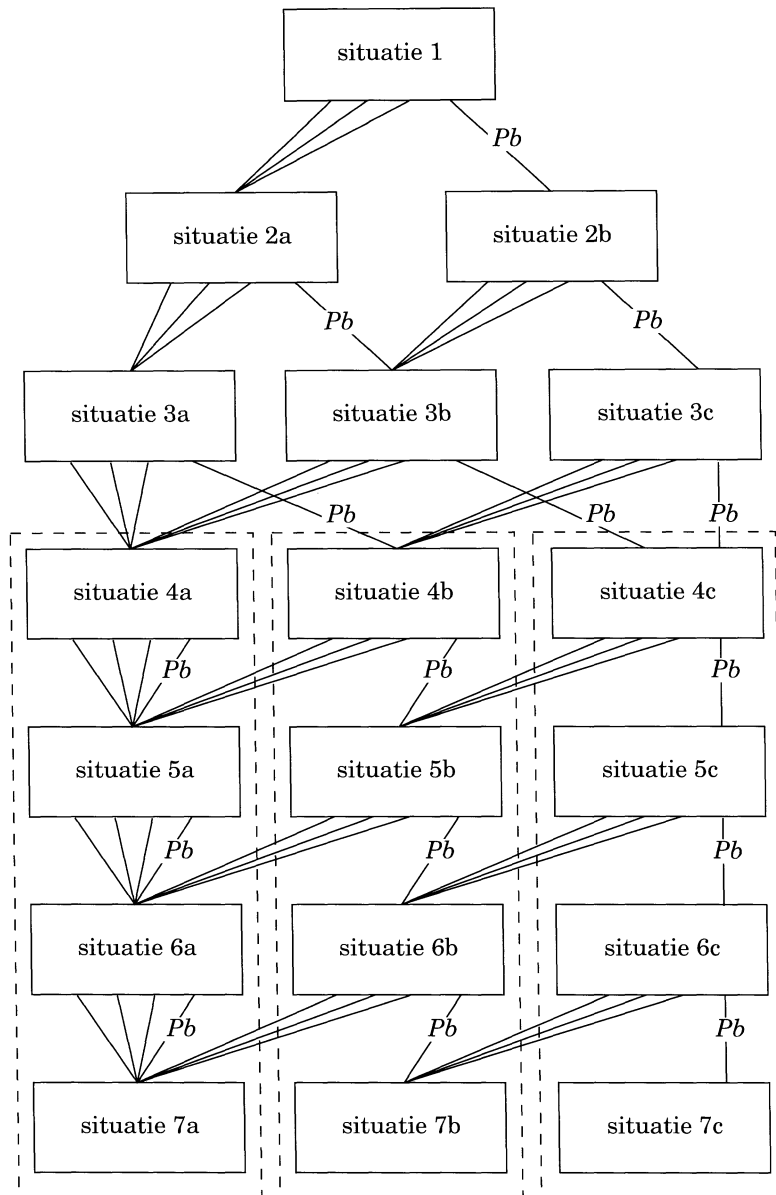 situatie 1
Pb
situatie 2a
situatie 2b
Pb
Pb
situatie 3a
situatie 3b
situatie 3c
Pb
Pb
Pb
situatie 4a
situatie 4b
situatie 4c
Pb
Pb
Pb
situatie 5a
situatie 5b
situatie 5c
Pb
Pb
Pb
situatie 6a
situatie 6b
situatie 6c
Pb
Pb
Pb
situatie 7a
situatie 7b
situatie 7c